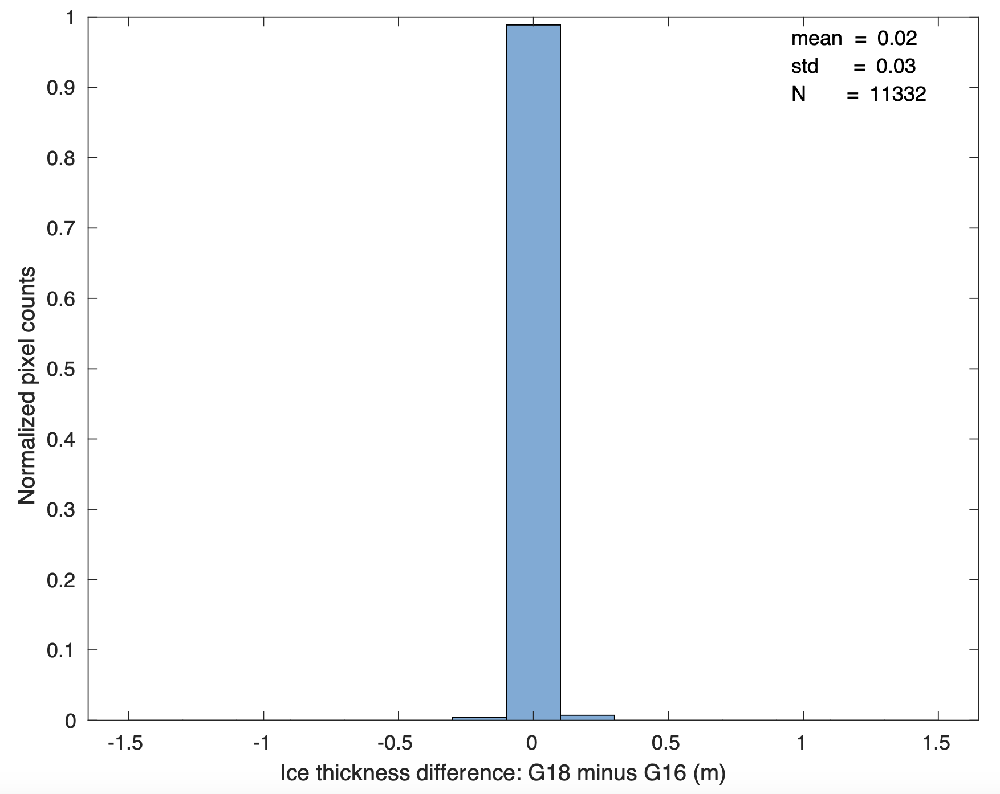 mean = 0.02
std = 0.03
N = 11332
1
0.9
0.8
0.7
0.6
0.5
0.4
0.3
0.2
0.1
0
Normalized pixel counts
-1.5 -1 -0.5 0 0.5 1 1.5
Ice thickness difference: G18 minus G16 (m)